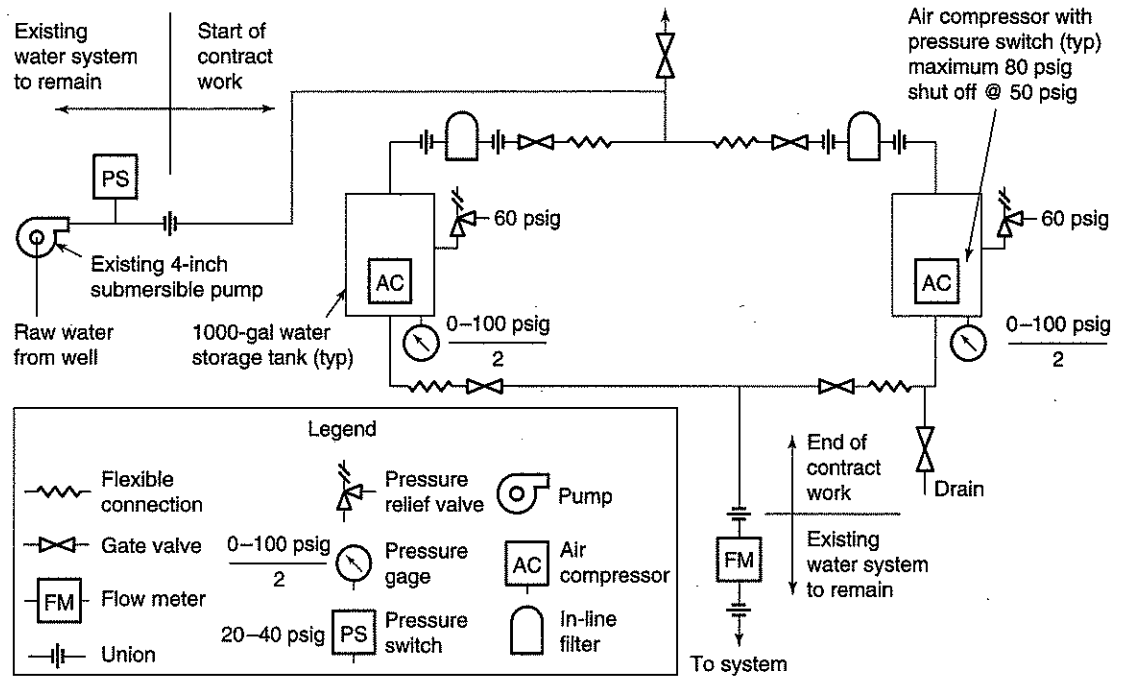 Existing
water system
to remain
Start of
contract
work
Air compressor with
pressure switch (typ)
maximum 80 psig
shut off @ 50 psig
PS
60 psig
60 psig
Existing 4-inch
submersible pump
AC
AC
Raw water
from well
1000-gal water
storage tank (typ)
0–100 psig
2
0–100 psig
2
Legend
Flexible
connection
Pressure
relief valve
Pump
Gate valve
0–100 psig
2
Pressure
gage
AC
Air
compressor
FM
Flow meter
20–40 psig
PS
Pressure
switch
In-line
filter
Union
End of
contract
work
Drain
FM
Existing
water system
to remain
To system